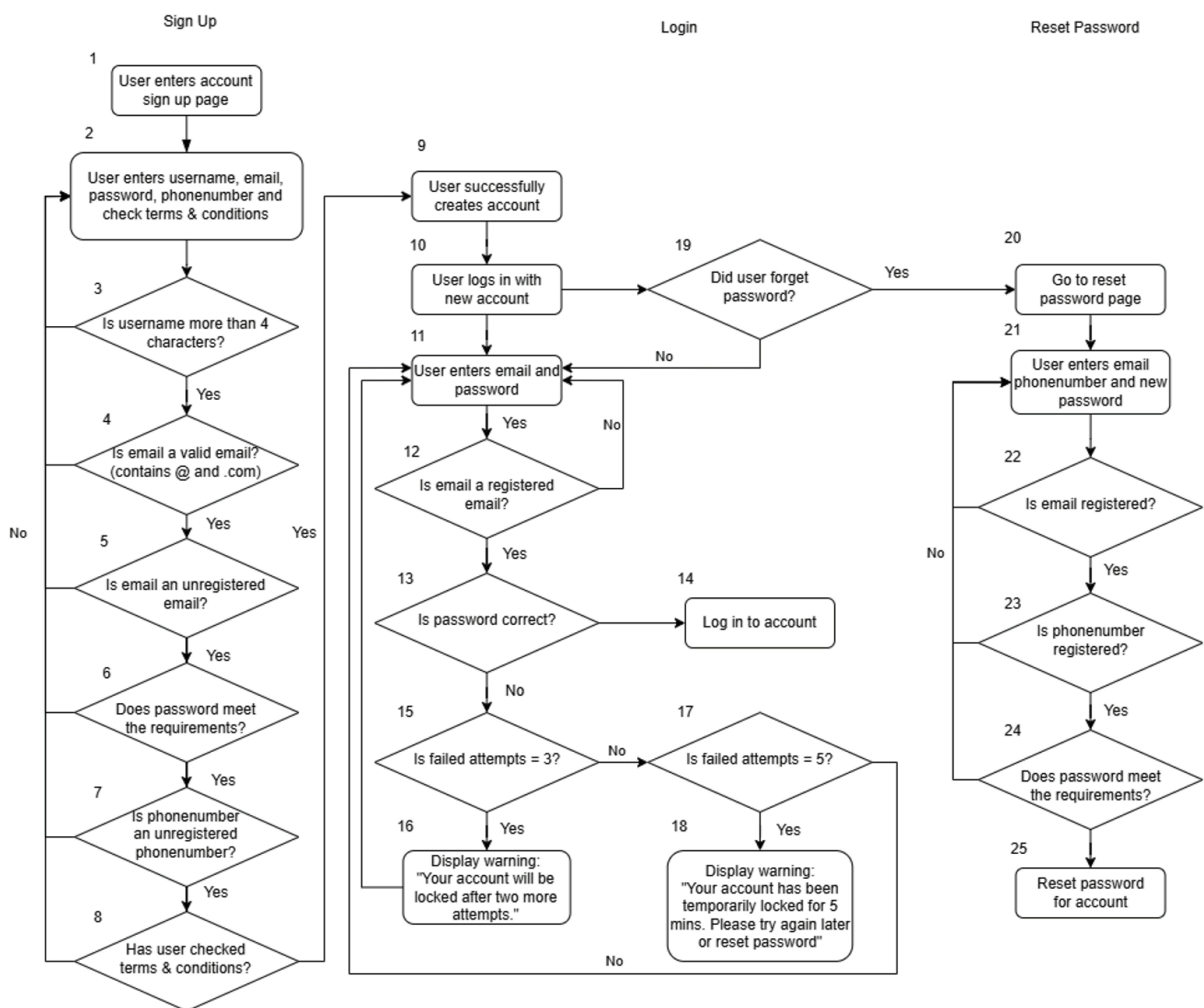 Sign Up
Login
Reset Password
1
User enters account
sign up page
2
User enters username, email,
password, phonenumber and
check terms & conditions
3
Is username more than 4
characters?
Yes
4
Is email a valid email?
(contains @ and .com)
Yes
No
5
Is email an unregistered
email?
Yes
6
Does password meet
the requirements?
Yes
7
Is phonenumber
an unregistered
phonenumber?
Yes
8
Has user checked
terms & conditions?
Yes
9
User successfully
creates account
10
User logs in with
new account
19
Did user forget
password?
Yes
No
11
User enters email and
password
Yes
No
12
Is email a registered
email?
Yes
13
Is password correct?
14
Log in to account
No
15
Is failed attempts = 3?
No
17
Is failed attempts = 5?
Yes
16
Display warning:
"Your account will be
locked after two more
attempts."
Yes
18
Display warning:
"Your account has been
temporarily locked for 5
mins. Please try again later
or reset password"
No
20
Go to reset
password page
21
User enters email
phonenumber and new
password
22
Is email registered?
No
Yes
23
Is phonenumber
registered?
Yes
24
Does password meet
the requirements?
25
Reset password
for account